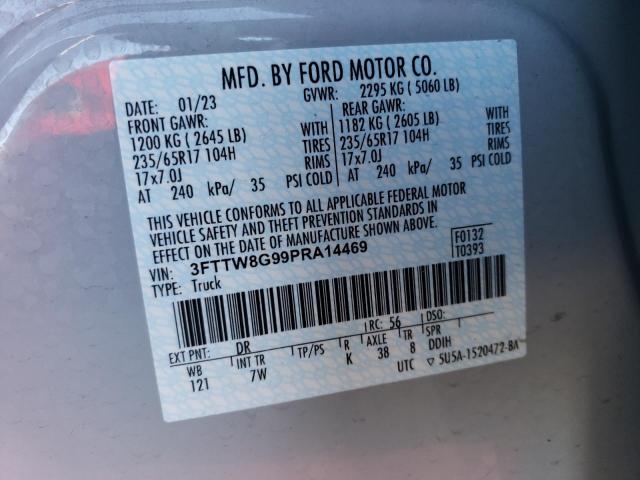 MFD. BY FORD MOTOR CO.
DATE: 01/23 GVWR: 2295 KG ( 5060 LB)
FRONT GAWR: REAR GAWR:
1200 KG ( 2645 LB) 1182 KG ( 2605 LB)
235/65R17 104H TIRES 235/65R17 104H TIRES
17x7.0J RIMS 17x7.0J RIMS
AT 240 kPa/ 35 PSI COLD AT 240 kPa/ 35 PSI COLD
THIS VEHICLE CONFORMS TO ALL APPLICABLE FEDERAL MOTOR
VEHICLE SAFETY AND THEFT PREVENTION STANDARDS IN
EFFECT ON THE DATE OF MANUFACTURE SHOWN ABOVE.
VIN: 3FTTW8G99PRA14469 F0132
TYPE: Truck T0393
EXT PNT: DR RC: 56 DSO:
WB INT TR TP/PS R AXLE TR SPR
121 7W K 38 8 DDIH
UTC ▽ 5U5A-1520472-BA